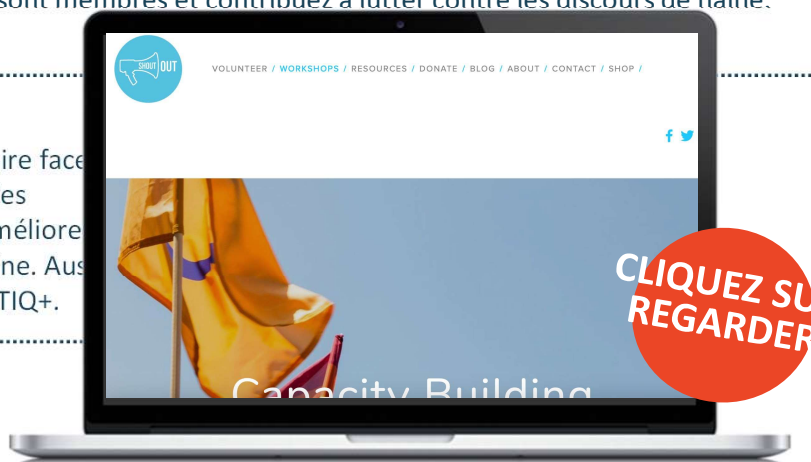 sont membres et contribuez à lutter contre les discours de haine.
SHOUT OUT
VOLUNTEER / WORKSHOPS / RESOURCES / DONATE / BLOG / ABOUT / CONTACT / SHOP /
ire face
es
méliore
ne. Aus
TIQ+.
Capacity Building
CLIQUEZ SU
REGARDER